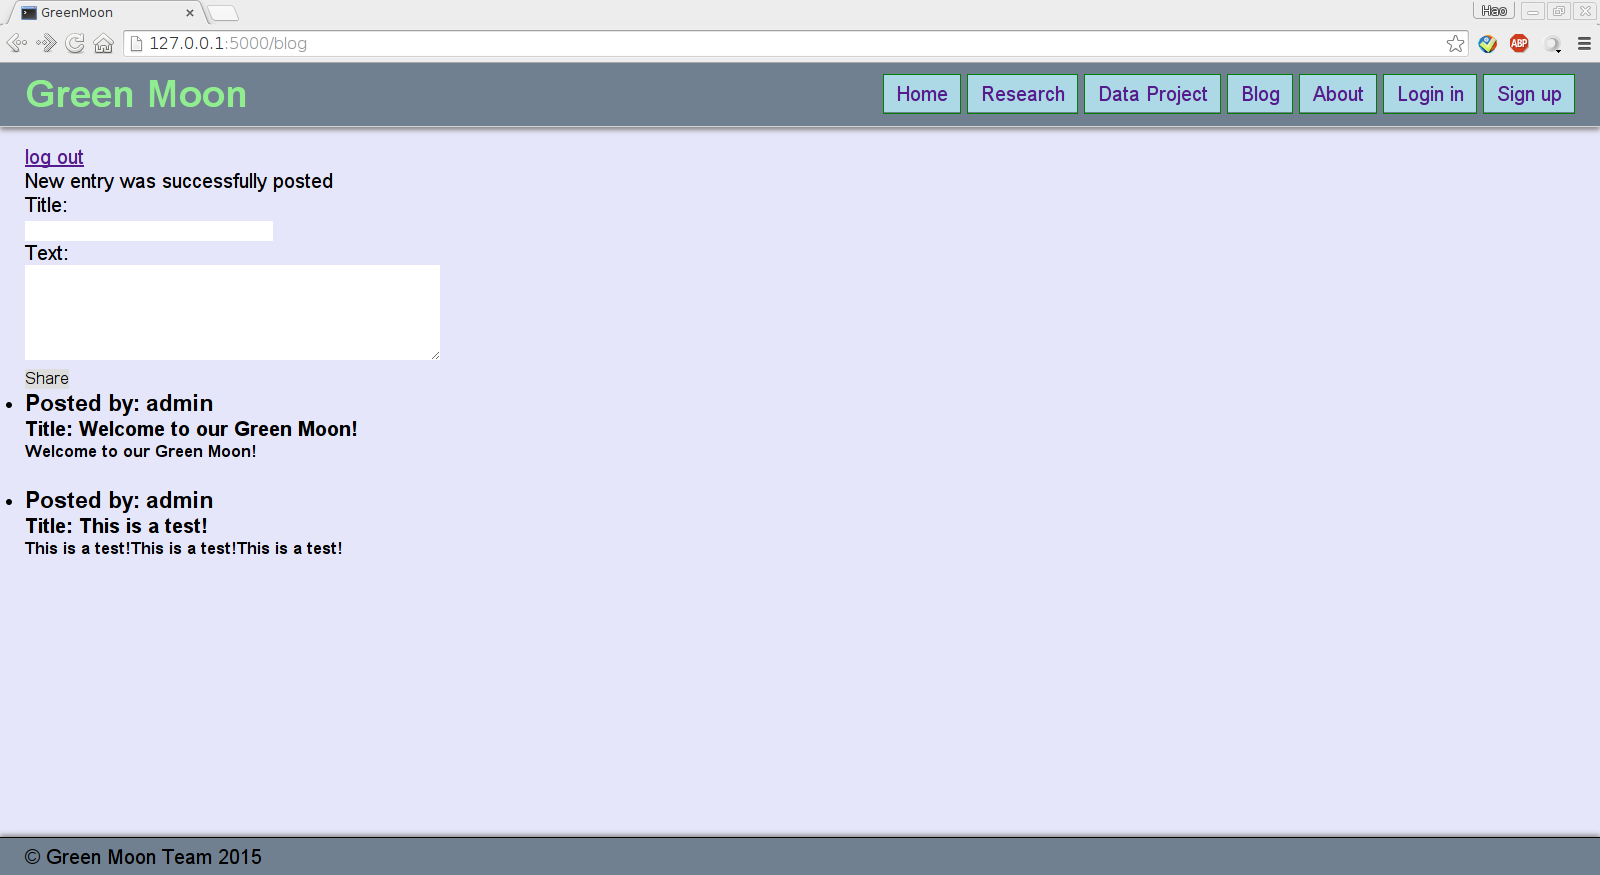 GreenMoon
Hao
127.0.0.1:5000/blog
ABP
Green Moon
Home Research Data Project Blog About Login in Sign up
log out
New entry was successfully posted
Title:
Text:
Share
Posted by: admin
Title: Welcome to our Green Moon!
Welcome to our Green Moon!
Posted by: admin
Title: This is a test!
This is a test!This is a test!This is a test!
© Green Moon Team 2015